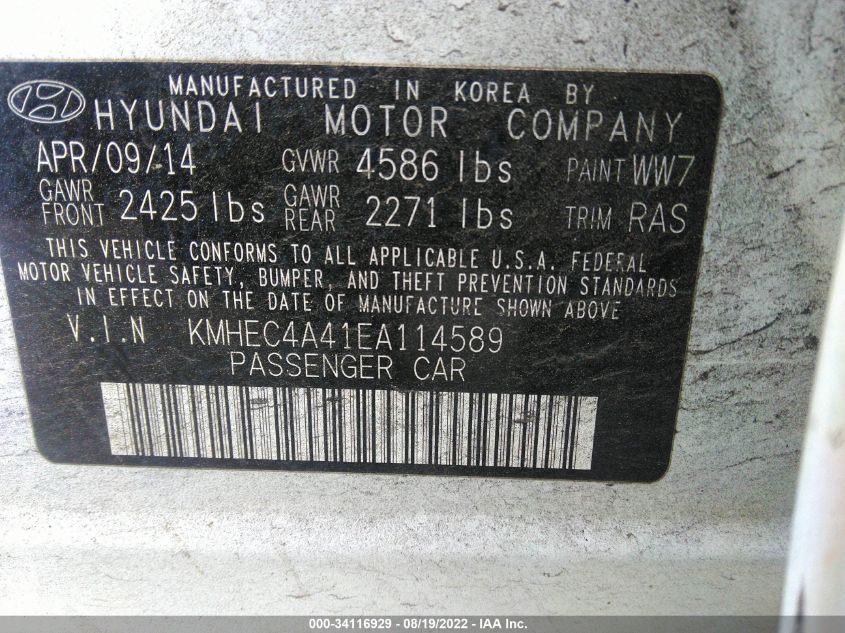 MANUFACTURED IN KOREA BY
HYUNDAI MOTOR COMPANY
APR/09/14 GVWR 4586 lbs PAINT WW7
GAWR FRONT 2425 lbs GAWR REAR 2271 lbs TRIM RAS
THIS VEHICLE CONFORMS TO ALL APPLICABLE U.S.A. FEDERAL
MOTOR VEHICLE SAFETY, BUMPER, AND THEFT PREVENTION STANDARDS
IN EFFECT ON THE DATE OF MANUFACTURE SHOWN ABOVE
V.I.N KMHEC4A41EA114589
PASSENGER CAR
000-34116929 - 08/19/2022 - IAA Inc.